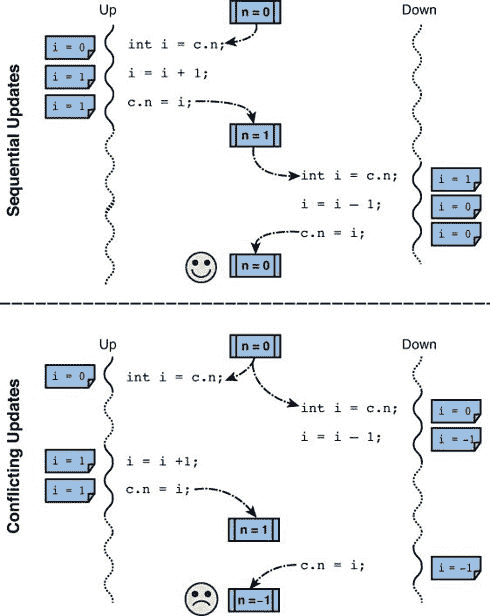 Up
n = 0
Down
Sequential Updates
i = 0
int i = c.n;
i = 1
i = i + 1;
i = 1
c.n = i;
n = 1
int i = c.n;
i = 1
i = i – 1;
i = 0
c.n = i;
i = 0
n = 0
Conflicting Updates
Up
n = 0
Down
i = 0
int i = c.n;
int i = c.n;
i = 0
i = i – 1;
i = -1
i = 1
i = i +1;
i = 1
c.n = i;
n = 1
c.n = i;
i = -1
n =-1